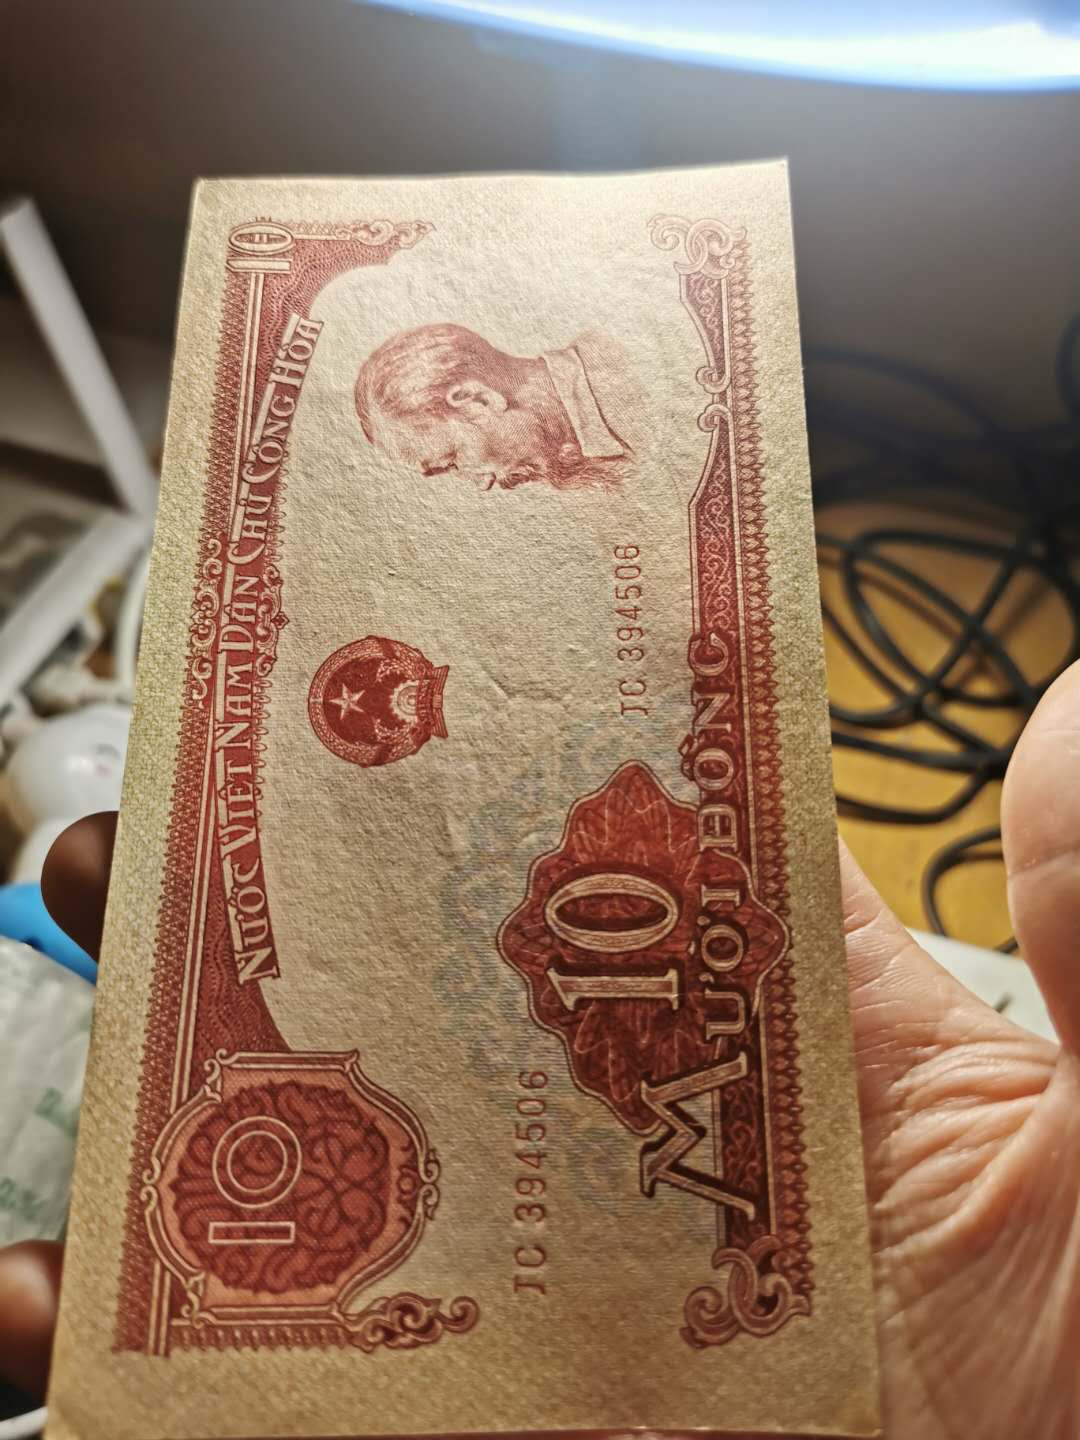 10
NƯỚC VIỆT NAM DÂN CHỦ CỘNG HÒA
10
JC 394506
JC 394506
10
MƯỜI ĐỒNG